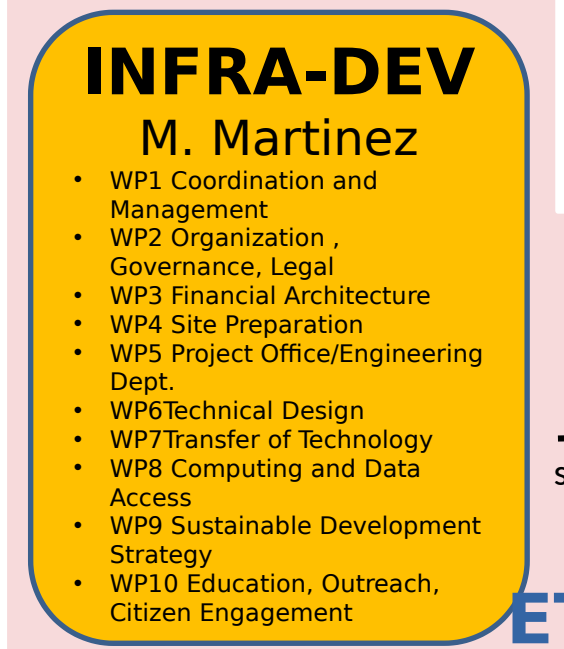 INFRA-DEV
M. Martinez
• WP1 Coordination and
Management
• WP2 Organization ,
Governance, Legal
• WP3 Financial Architecture
• WP4 Site Preparation
• WP5 Project Office/Engineering
Dept.
• WP6Technical Design
• WP7Transfer of Technology
• WP8 Computing and Data
Access
• WP9 Sustainable Development
Strategy
• WP10 Education, Outreach,
Citizen Engagement